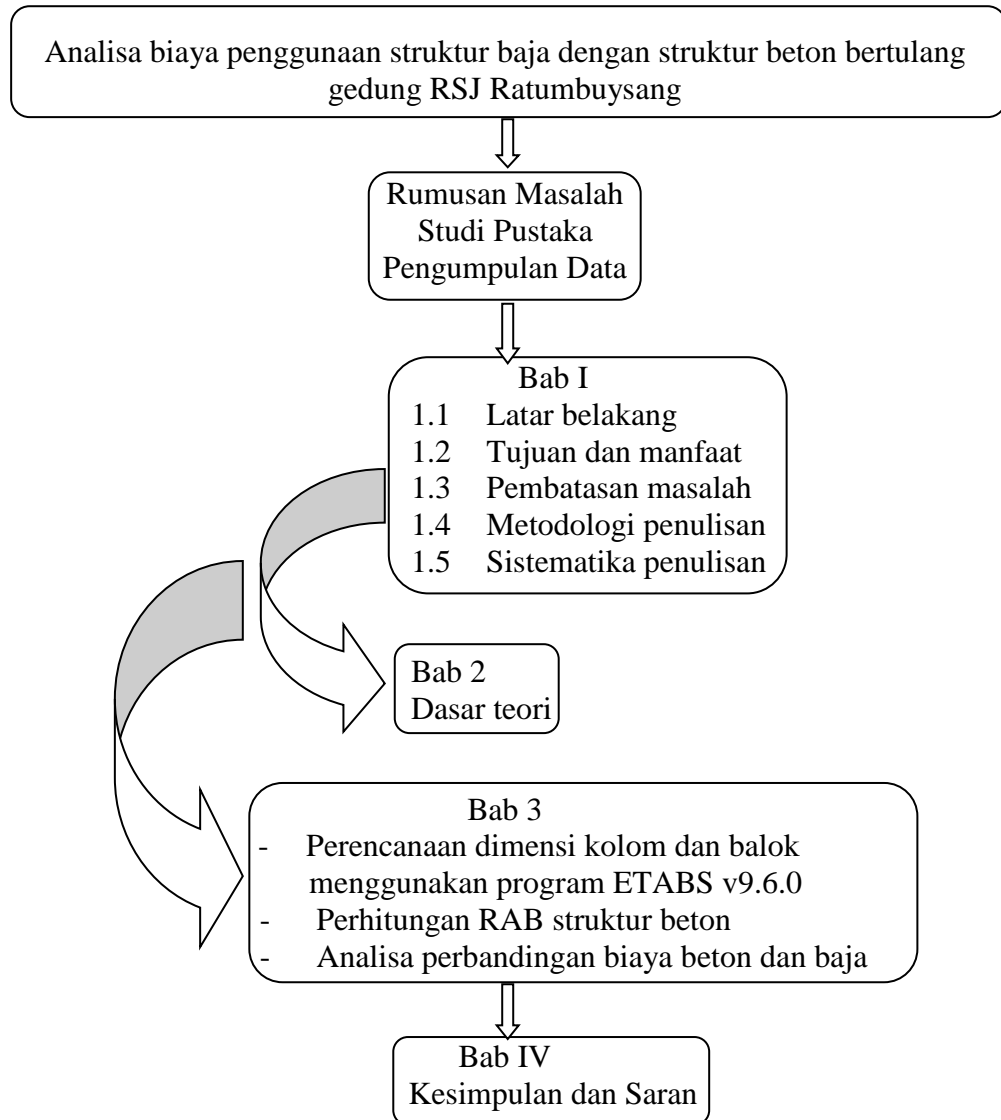 Analisa biaya penggunaan struktur baja dengan struktur beton bertulang
gedung RSJ Ratumbuysang
Rumusan Masalah
Studi Pustaka
Pengumpulan Data
Bab I
1.1 Latar belakang
1.2 Tujuan dan manfaat
1.3 Pembatasan masalah
1.4 Metodologi penulisan
1.5 Sistematika penulisan
Bab 2
Dasar teori
Bab 3
- Perencanaan dimensi kolom dan balok
menggunakan program ETABS v9.6.0
- Perhitungan RAB struktur beton
- Analisa perbandingan biaya beton dan baja
Bab IV
Kesimpulan dan Saran